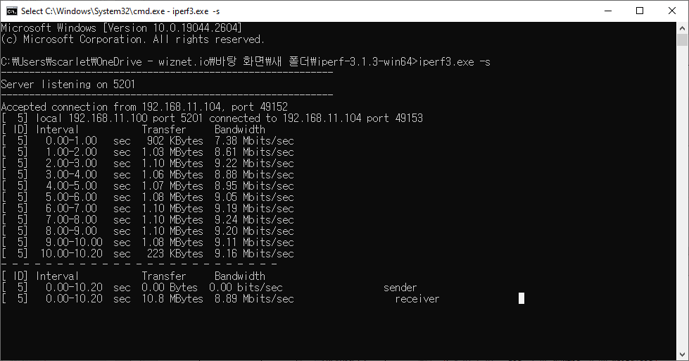 Select C:\Windows\System32\cmd.exe - iperf3.exe -s
Microsoft Windows [Version 10.0.19044.2604]
(c) Microsoft Corporation. All rights reserved.
C:₩Users₩scarlet₩OneDrive - wiznet.io₩바탕 화면₩새 폴더₩iperf-3.1.3-win64>iperf3.exe -s
-----------------------------------------------------------
Server listening on 5201
-----------------------------------------------------------
Accepted connection from 192.168.11.104, port 49152
[  5] local 192.168.11.100 port 5201 connected to 192.168.11.104 port 49153
[ ID] Interval           Transfer     Bandwidth
[  5]   0.00-1.00   sec   902 KBytes  7.38 Mbits/sec
[  5]   1.00-2.00   sec  1.03 MBytes  8.61 Mbits/sec
[  5]   2.00-3.00   sec  1.10 MBytes  9.22 Mbits/sec
[  5]   3.00-4.00   sec  1.06 MBytes  8.88 Mbits/sec
[  5]   4.00-5.00   sec  1.07 MBytes  8.95 Mbits/sec
[  5]   5.00-6.00   sec  1.08 MBytes  9.05 Mbits/sec
[  5]   6.00-7.00   sec  1.10 MBytes  9.19 Mbits/sec
[  5]   7.00-8.00   sec  1.10 MBytes  9.24 Mbits/sec
[  5]   8.00-9.00   sec  1.10 MBytes  9.20 Mbits/sec
[  5]   9.00-10.00  sec  1.08 MBytes  9.11 Mbits/sec
[  5]  10.00-10.20  sec   223 KBytes  9.16 Mbits/sec
- - - - - - - - - - - - - - - - - - - - - - - - -
[ ID] Interval           Transfer     Bandwidth
[  5]   0.00-10.20  sec  0.00 Bytes  0.00 bits/sec                  sender
[  5]   0.00-10.20  sec  10.8 MBytes  8.89 Mbits/sec                  receiver